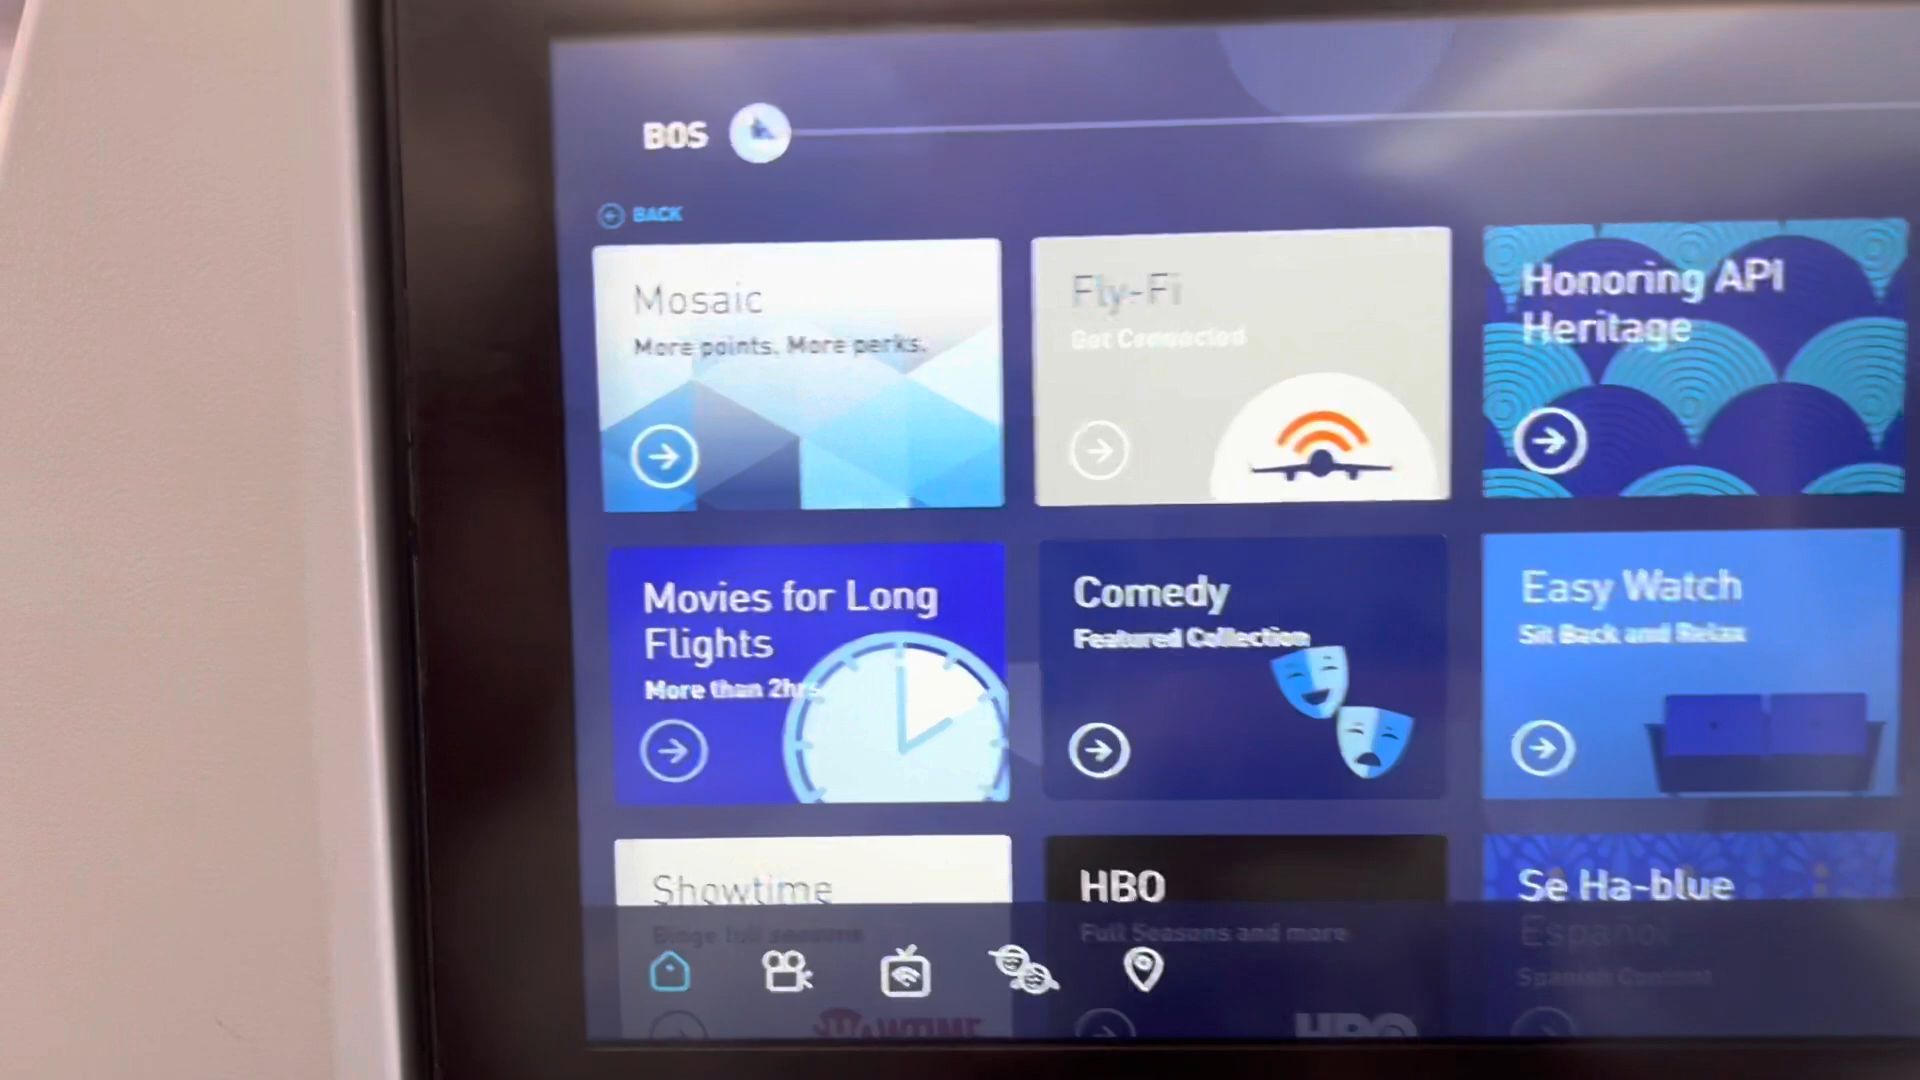 BOS
BACK
Mosaic
More points. More perks.
Fly-Fi
Get Connected
Honoring API
Heritage
Movies for Long
Flights
More than 2hrs
Comedy
Featured Collection
Easy Watch
Sit Back and Relax
Showtime
Binge full seasons
SHOWTIME
HBO
Full Seasons and more
HBO
Se Ha-blue
Español
Spanish Content